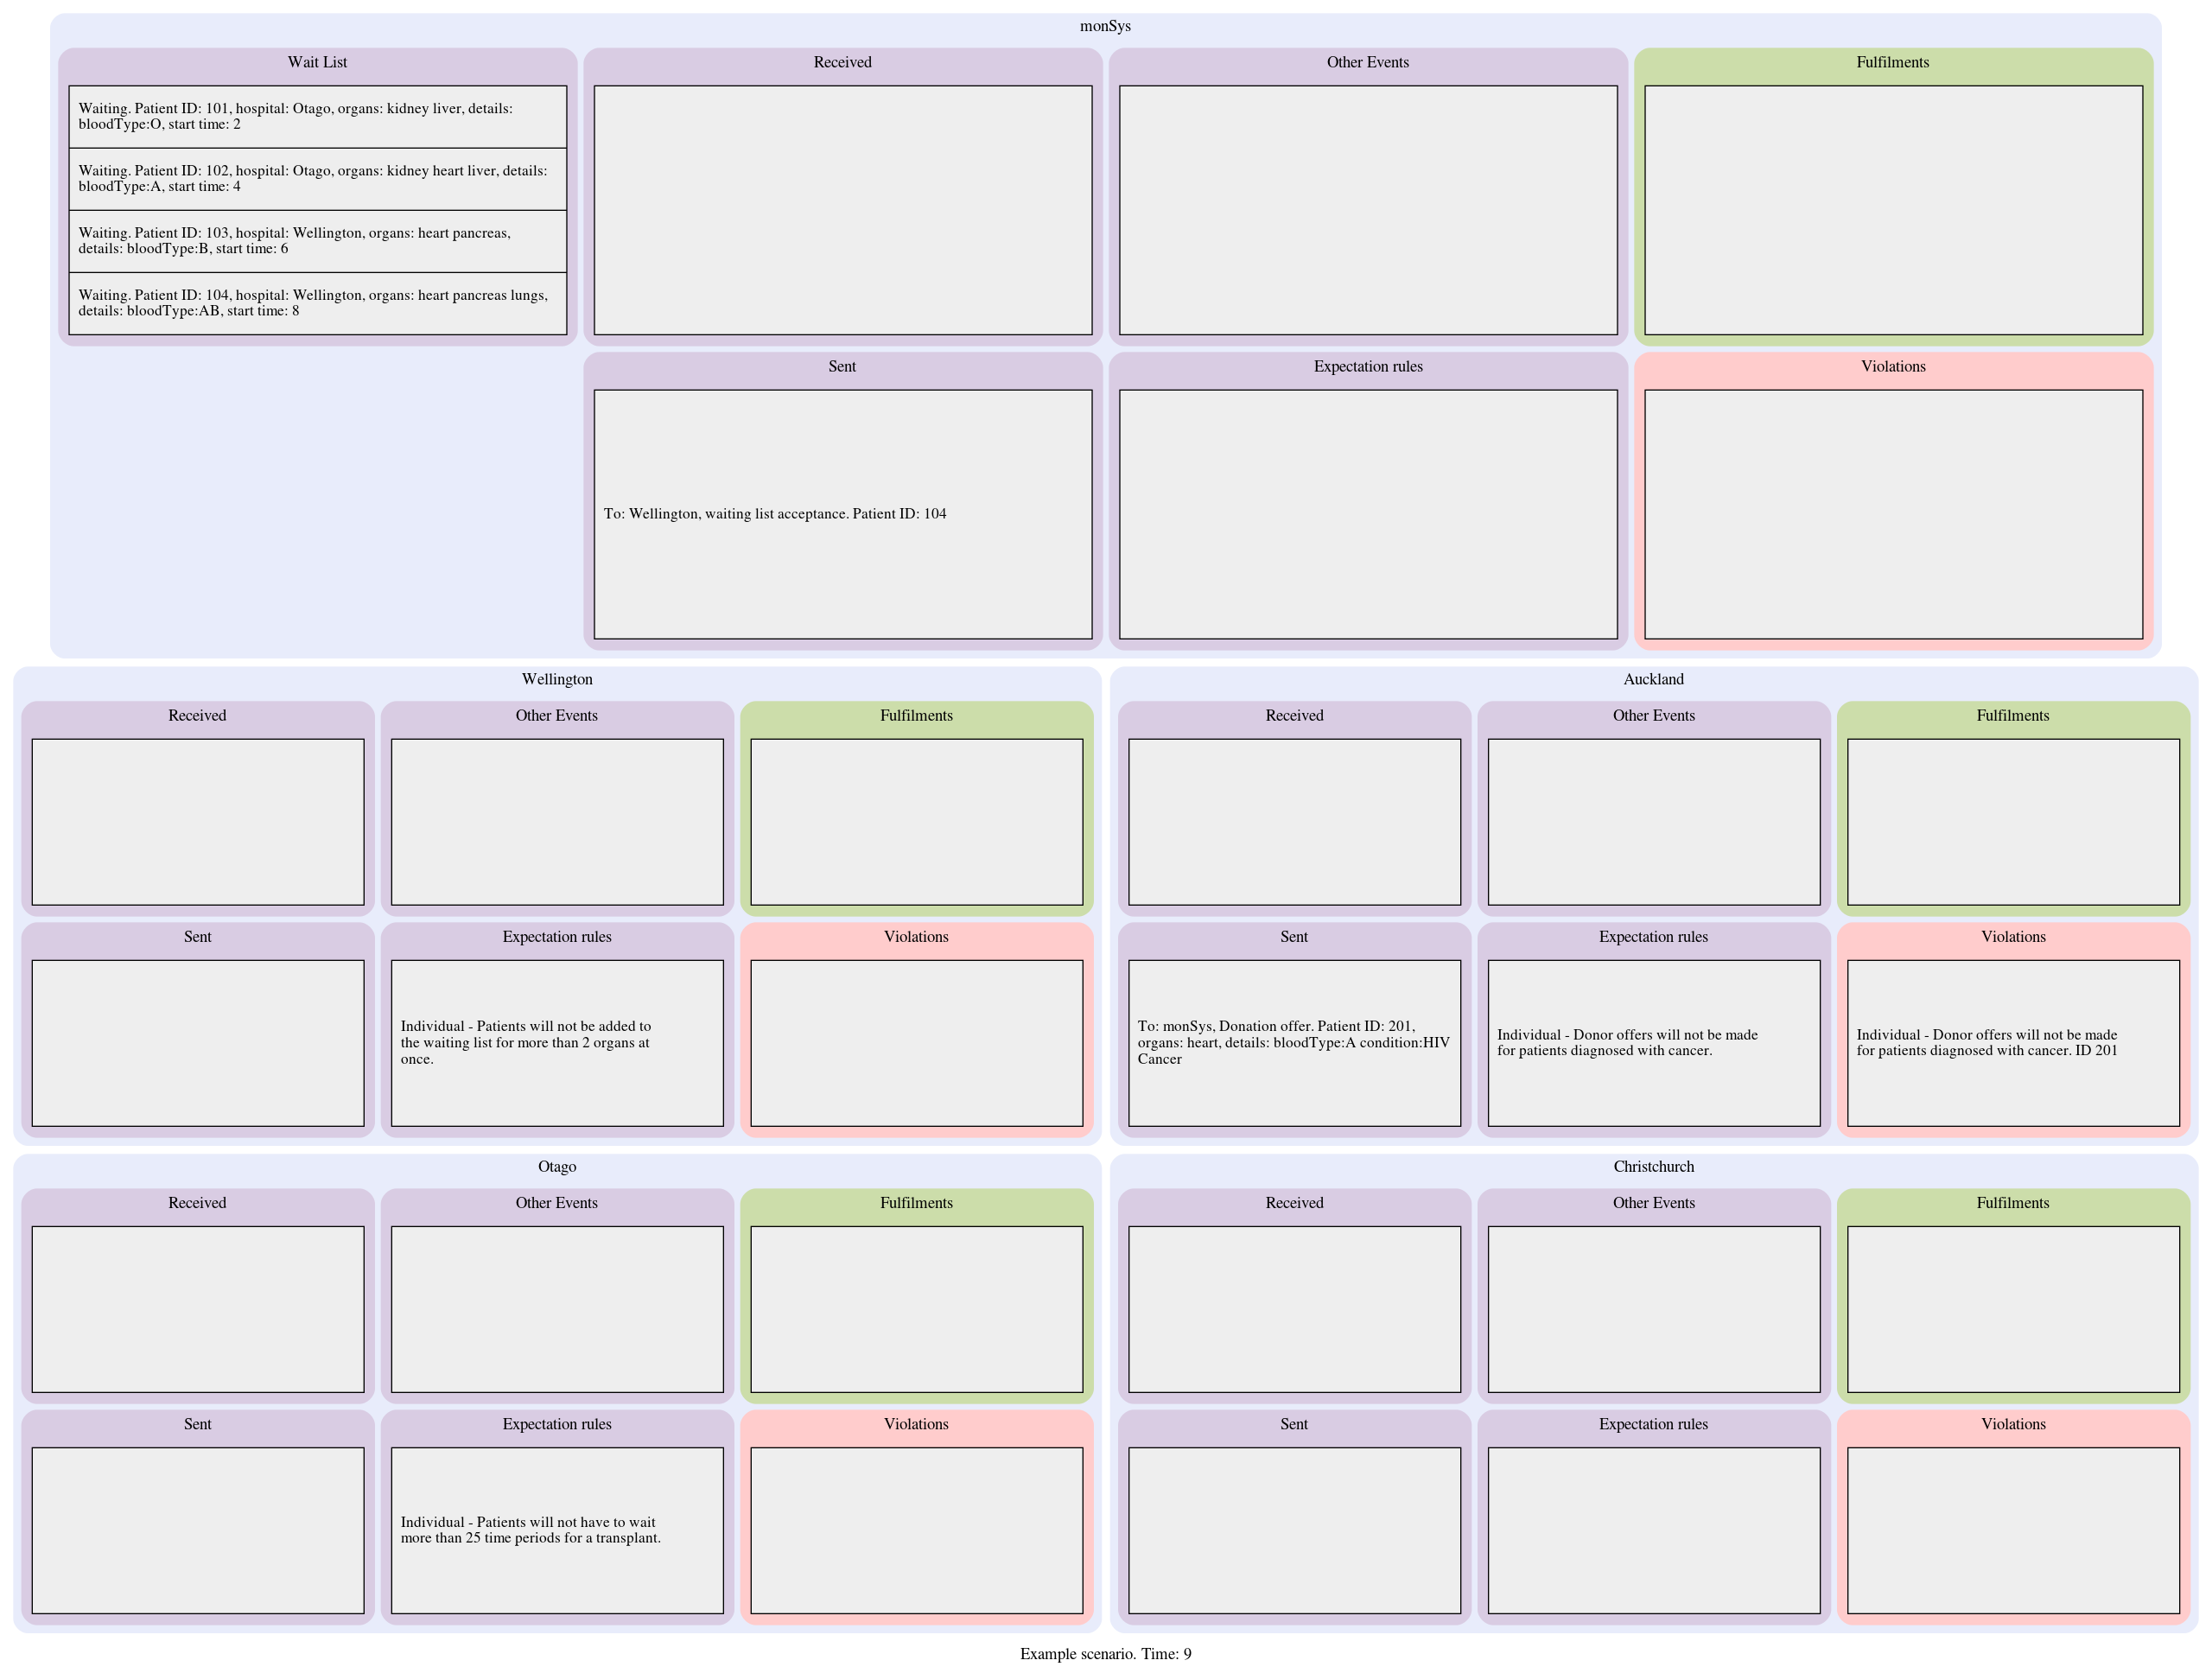 monSys
Wait List
Received
Other Events
Fulfilments
Waiting. Patient ID: 101, hospital: Otago, organs: kidney liver, details:
bloodType:O, start time: 2
Waiting. Patient ID: 102, hospital: Otago, organs: kidney heart liver, details:
bloodType:A, start time: 4
Waiting. Patient ID: 103, hospital: Wellington, organs: heart pancreas,
details: bloodType:B, start time: 6
Waiting. Patient ID: 104, hospital: Wellington, organs: heart pancreas lungs,
details: bloodType:AB, start time: 8
Sent
Expectation rules
Violations
To: Wellington, waiting list acceptance. Patient ID: 104
Wellington
Received
Other Events
Fulfilments
Sent
Expectation rules
Violations
Individual - Patients will not be added to
the waiting list for more than 2 organs at
once.
Auckland
Received
Other Events
Fulfilments
Sent
Expectation rules
Violations
To: monSys, Donation offer. Patient ID: 201,
organs: heart, details: bloodType:A condition:HIV
Cancer
Individual - Donor offers will not be made
for patients diagnosed with cancer.
Individual - Donor offers will not be made
for patients diagnosed with cancer. ID 201
Otago
Received
Other Events
Fulfilments
Sent
Expectation rules
Violations
Individual - Patients will not have to wait
more than 25 time periods for a transplant.
Christchurch
Received
Other Events
Fulfilments
Sent
Expectation rules
Violations
Example scenario. Time: 9